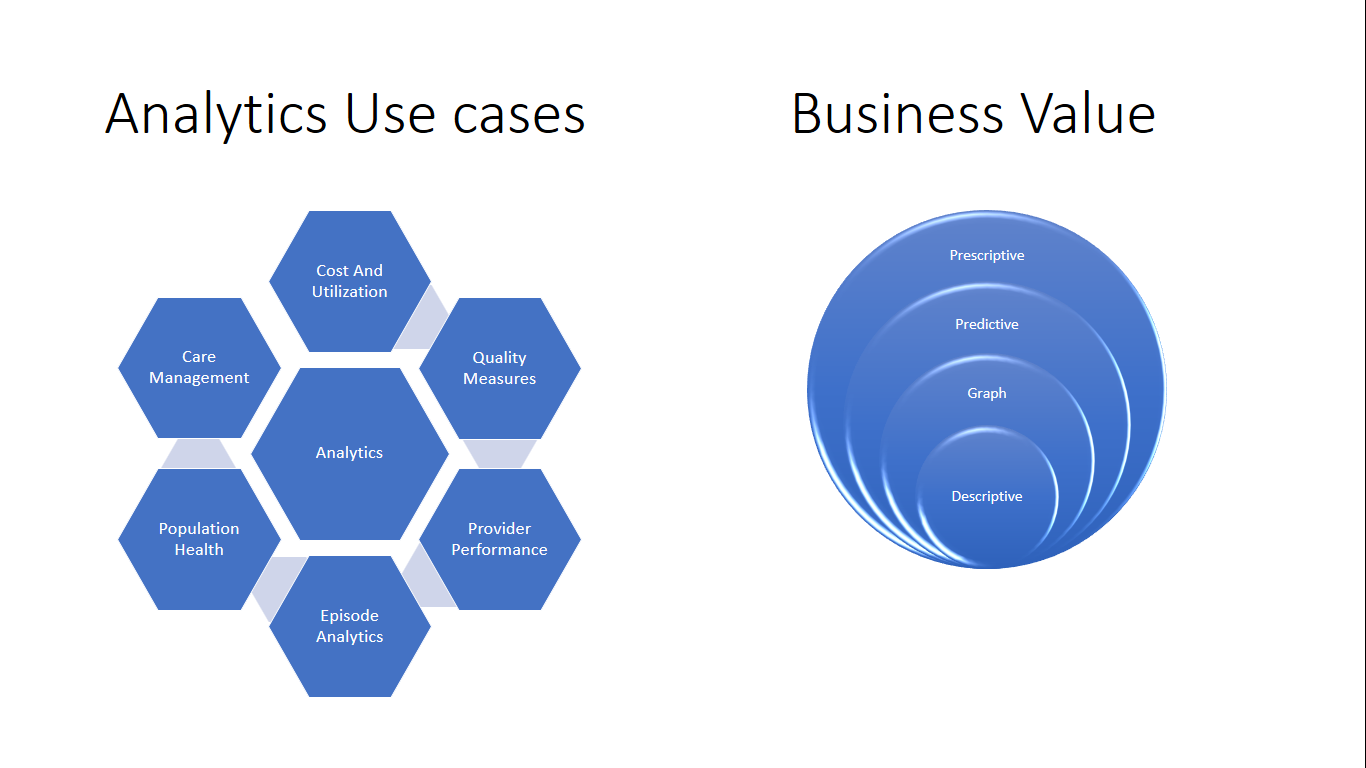 Analytics Use cases
Cost And
Utilization
Quality
Measures
Provider
Performance
Episode
Analytics
Population
Health
Care
Management
Analytics
Business Value
Prescriptive
Predictive
Graph
Descriptive